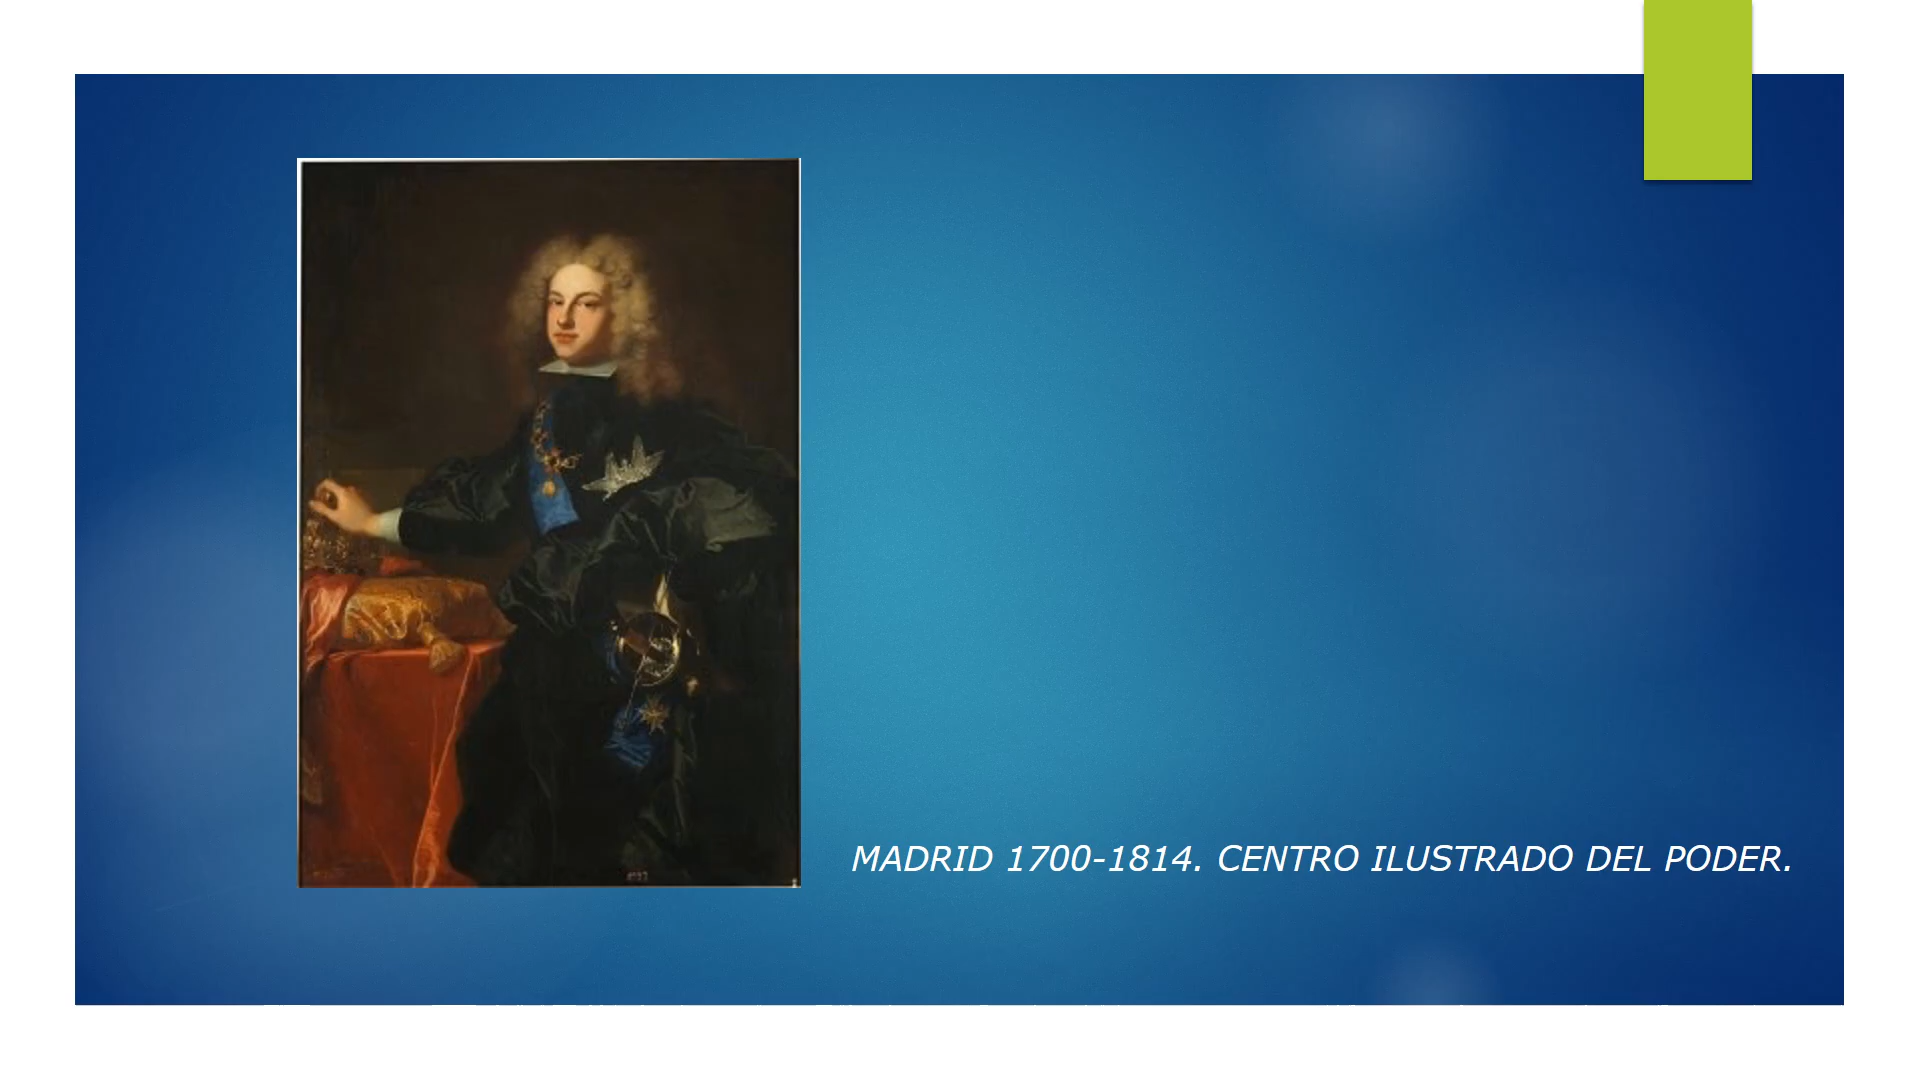 MADRID 1700-1814. CENTRO ILUSTRADO DEL PODER.